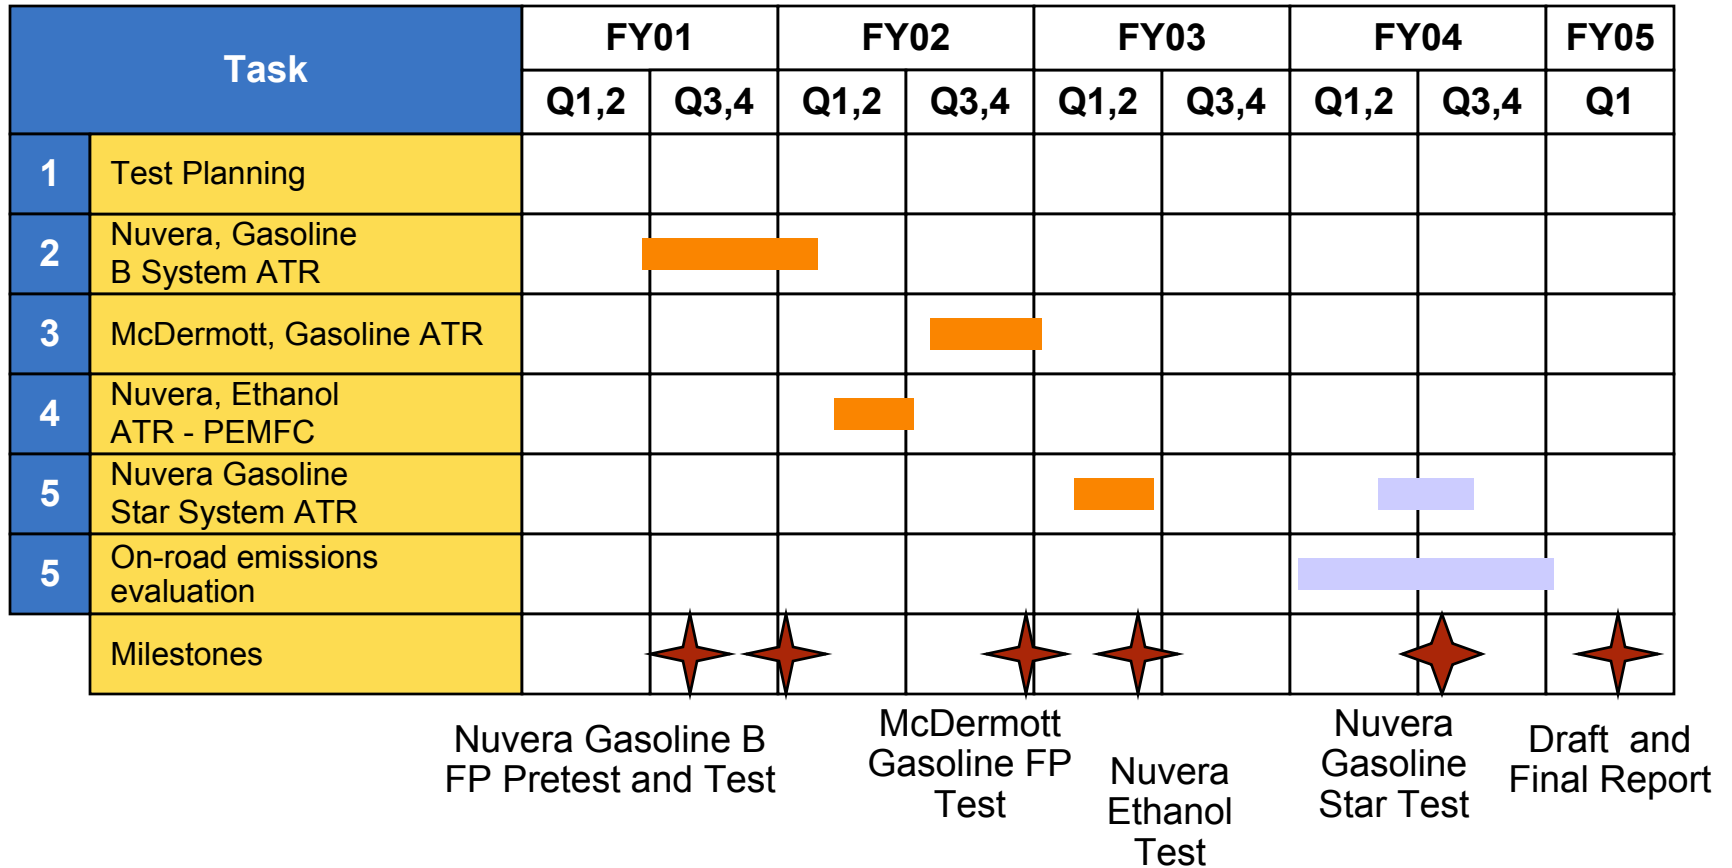 Task
FY01 FY02 FY03 FY04 FY05
Q1,2 Q3,4 Q1,2 Q3,4 Q1,2 Q3,4 Q1,2 Q3,4 Q1
1 Test Planning
2 Nuvera, Gasoline
B System ATR
3 McDermott, Gasoline ATR
4 Nuvera, Ethanol
ATR - PEMFC
5 Nuvera Gasoline
Star System ATR
5 On-road emissions
evaluation
Milestones
Nuvera Gasoline B
FP Pretest and Test
McDermott
Gasoline FP
Test
Nuvera
Ethanol
Test
Nuvera
Gasoline
Star Test
Draft and
Final Report